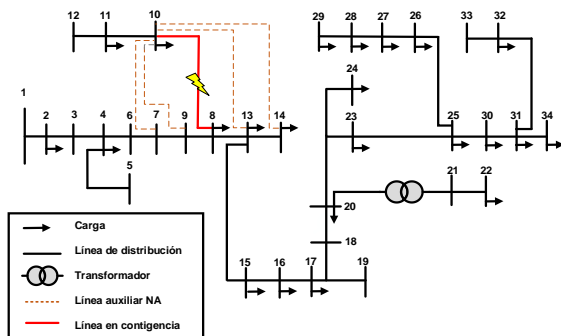 12 11 10 29 28 27 26 33 32
24
1
2 3 4 6 7 9 8 13 14 23 25 30 31 34
5
21 22
20
18
15 16 17 19
Carga
Línea de distribución
Transformador
Línea auxiliar NA
Línea en contigencia